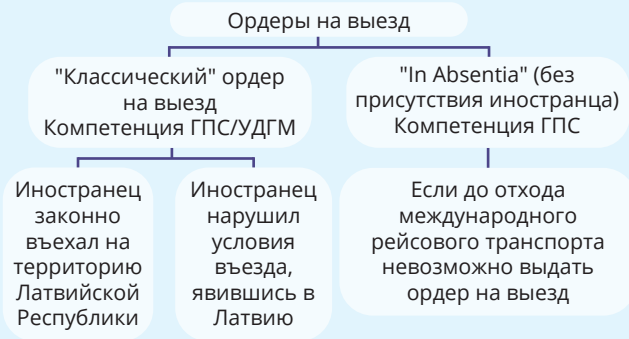 Ордеры на выезд
"Классический" ордер
на выезд
Компетенция ГПС/УДГМ
"In Absentia" (без
присутствия иностранца)
Компетенция ГПС
Иностранец
законно
въехал на
территорию
Латвийской
Республики
Иностранец
нарушил
условия
въезда,
явившись в
Латвию
Если до отхода
международного
рейсового транспорта
невозможно выдать
ордер на выезд